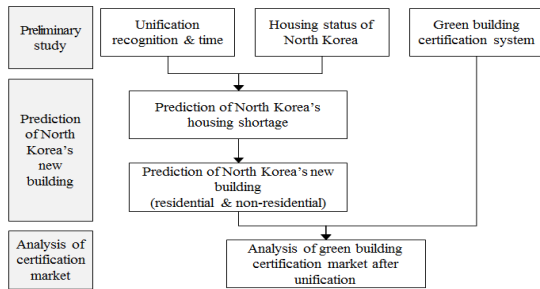 Preliminary
study
Unification
recognition & time
Housing status of
North Korea
Green building
certification system
Prediction
of North
Korea's
new
building
Prediction of North Korea's
housing shortage
Prediction of North Korea's new
building
(residential & non-residential)
Analysis of
certification
market
Analysis of green building
certification market after
unification